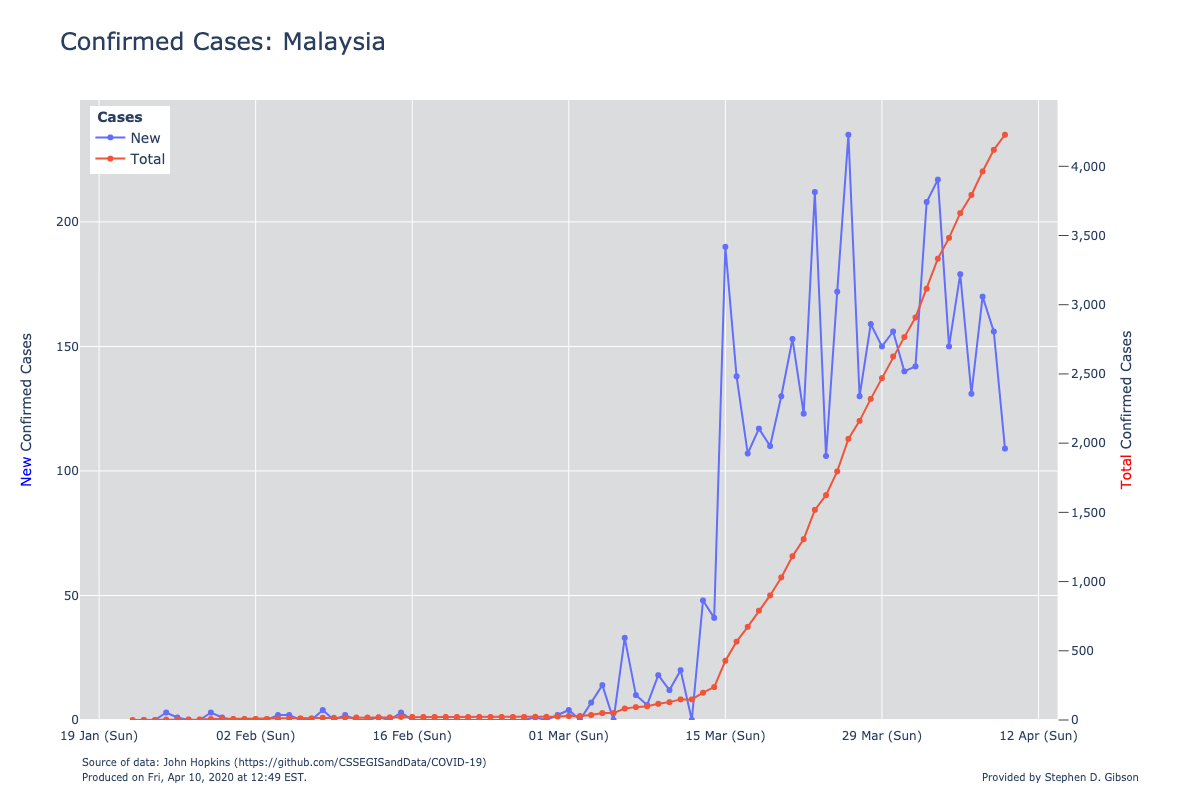 Confirmed Cases: Malaysia
Cases
New
Total
200
150
100
50
0
New Confirmed Cases
4,000
3,500
3,000
2,500
2,000
1,500
1,000
500
0
Total Confirmed Cases
19 Jan (Sun) 02 Feb (Sun) 16 Feb (Sun) 01 Mar (Sun) 15 Mar (Sun) 29 Mar (Sun) 12 Apr (Sun)
Source of data: John Hopkins (https://github.com/CSSEGISandData/COVID-19)
Produced on Fri, Apr 10, 2020 at 12:49 EST.
Provided by Stephen D. Gibson